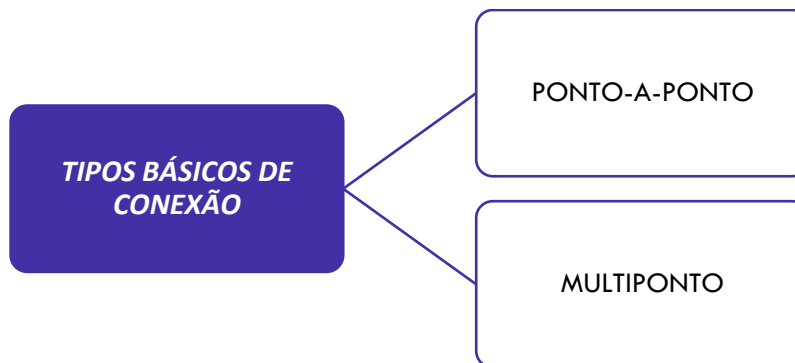 TIPOS BÁSICOS DE
CONEXÃO
PONTO-A-PONTO
MULTIPONTO